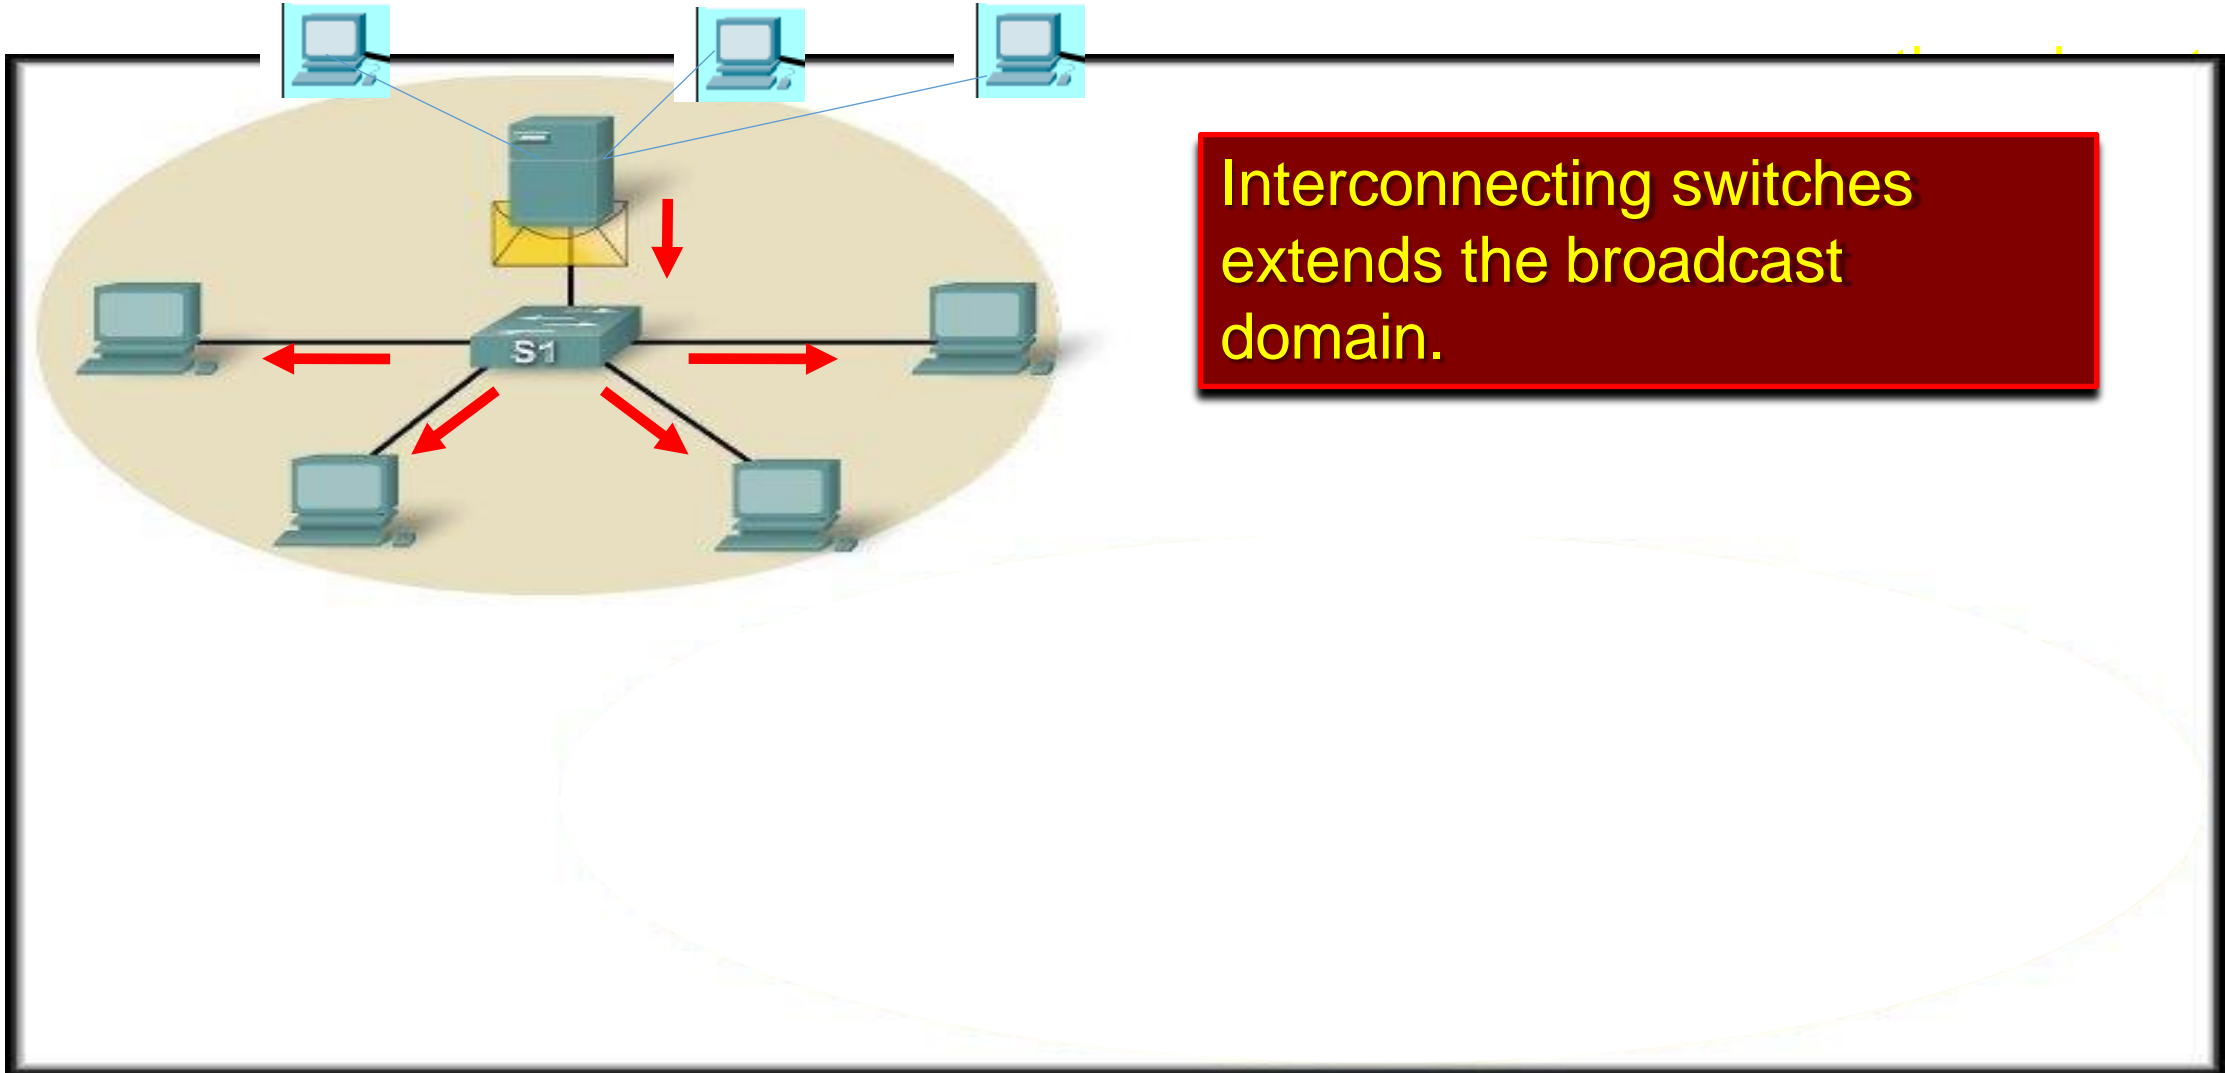 Interconnecting switches
extends the broadcast
domain.
S1